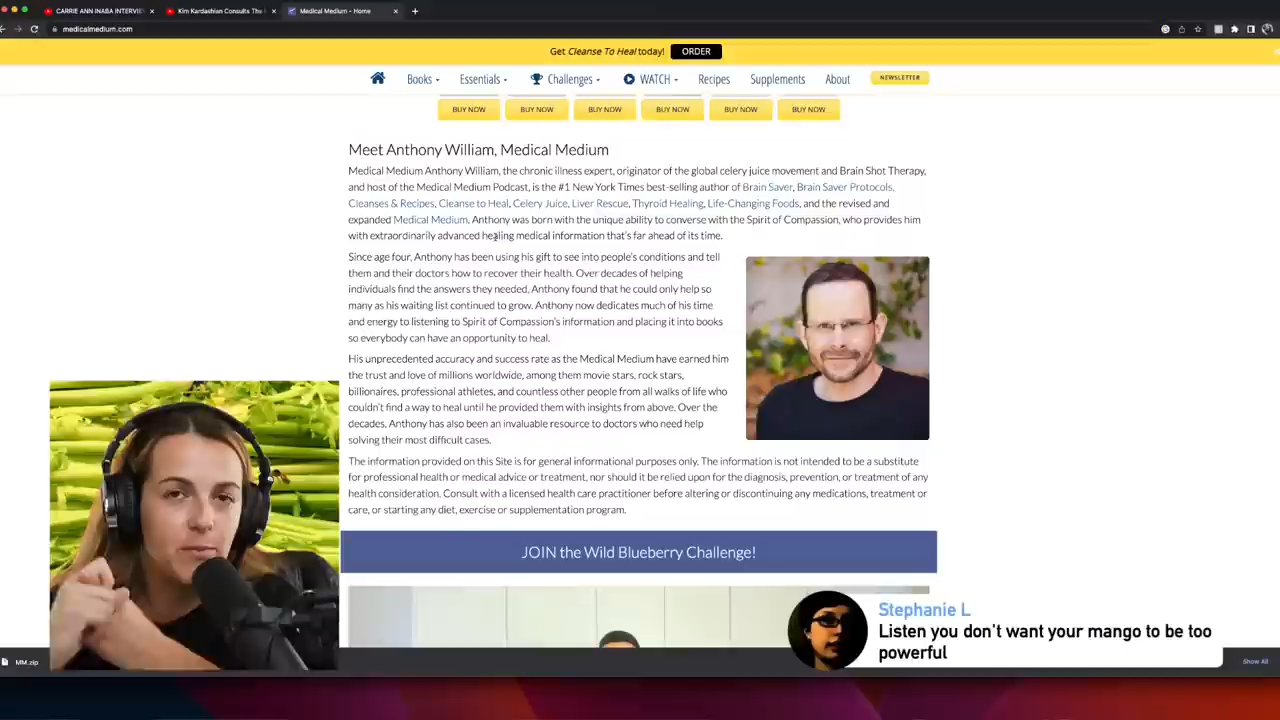 CARRIE ANN INABA INTERVIE
Kim Kardashian Consults The
Medical Medium - Home
medicalmedium.com
Get Cleanse To Heal today! ORDER
Books Essentials Challenges WATCH Recipes Supplements About NEWSLETTER
BUY NOW BUY NOW BUY NOW BUY NOW BUY NOW BUY NOW
Meet Anthony William, Medical Medium
Medical Medium Anthony William, the chronic illness expert, originator of the global celery juice movement and Brain Shot Therapy,
and host of the Medical Medium Podcast, is the #1 New York Times best-selling author of Brain Saver, Brain Saver Protocols,
Cleanses & Recipes, Cleanse to Heal, Celery Juice, Liver Rescue, Thyroid Healing, Life-Changing Foods, and the revised and
expanded Medical Medium. Anthony was born with the unique ability to converse with the Spirit of Compassion, who provides him
with extraordinarily advanced healing medical information that's far ahead of its time.
Since age four, Anthony has been using his gift to see into people's conditions and tell
them and their doctors how to recover their health. Over decades of helping
individuals find the answers they needed, Anthony found that he could only help so
many as his waiting list continued to grow. Anthony now dedicates much of his time
and energy to listening to Spirit of Compassion's information and placing it into books
so everybody can have an opportunity to heal.
His unprecedented accuracy and success rate as the Medical Medium have earned him
the trust and love of millions worldwide, among them movie stars, rock stars,
billionaires, professional athletes, and countless other people from all walks of life who
couldn't find a way to heal until he provided them with insights from above. Over the
decades, Anthony has also been an invaluable resource to doctors who need help
solving their most difficult cases.
The information provided on this Site is for general informational purposes only. The information is not intended to be a substitute
for professional health or medical advice or treatment, nor should it be relied upon for the diagnosis, prevention, or treatment of any
health consideration. Consult with a licensed health care practitioner before altering or discontinuing any medications, treatment or
care, or starting any diet, exercise or supplementation program.
JOIN the Wild Blueberry Challenge!
Stephanie L
Listen you don't want your mango to be too
powerful
MM.zip
Show All